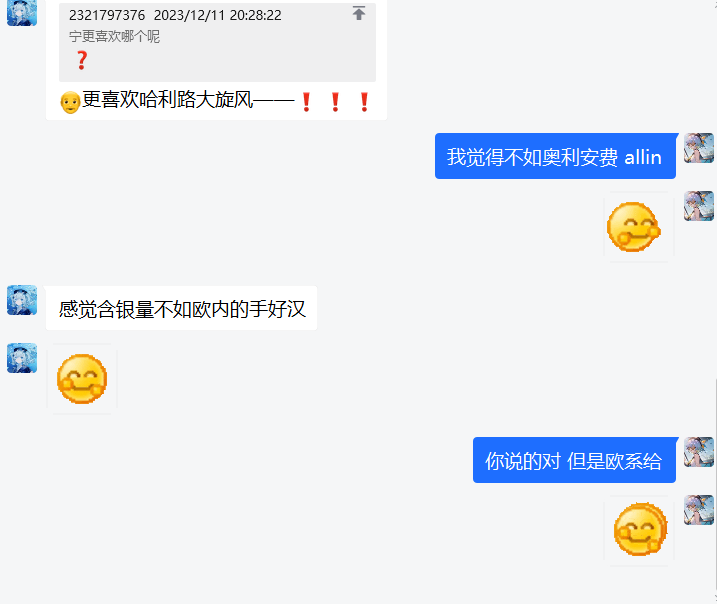 2321797376 2023/12/11 20:28:22
宁更喜欢哪个呢
❓
👴更喜欢哈利路大旋风——❗❗❗
我觉得不如奥利安费 allin
感觉含银量不如欧内的手好汉
你说的对 但是欧系给